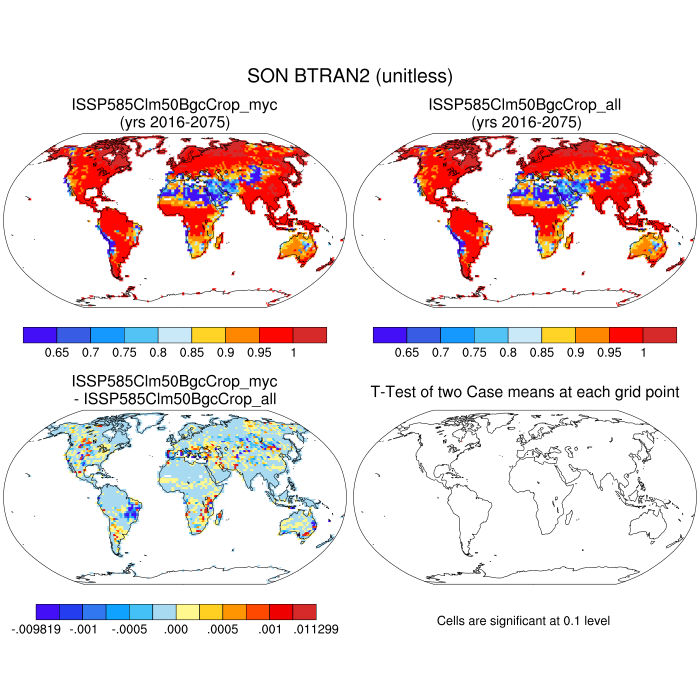 SON BTRAN2 (unitless)
ISSP585Clm50BgcCrop_myc
(yrs 2016-2075)
ISSP585Clm50BgcCrop_all
(yrs 2016-2075)
0.65 0.7 0.75 0.8 0.85 0.9 0.95 1
0.65 0.7 0.75 0.8 0.85 0.9 0.95 1
ISSP585Clm50BgcCrop_myc
- ISSP585Clm50BgcCrop_all
T-Test of two Case means at each grid point
-.009819 -.001 -.0005 .000 .0005 .001 .011299
Cells are significant at 0.1 level